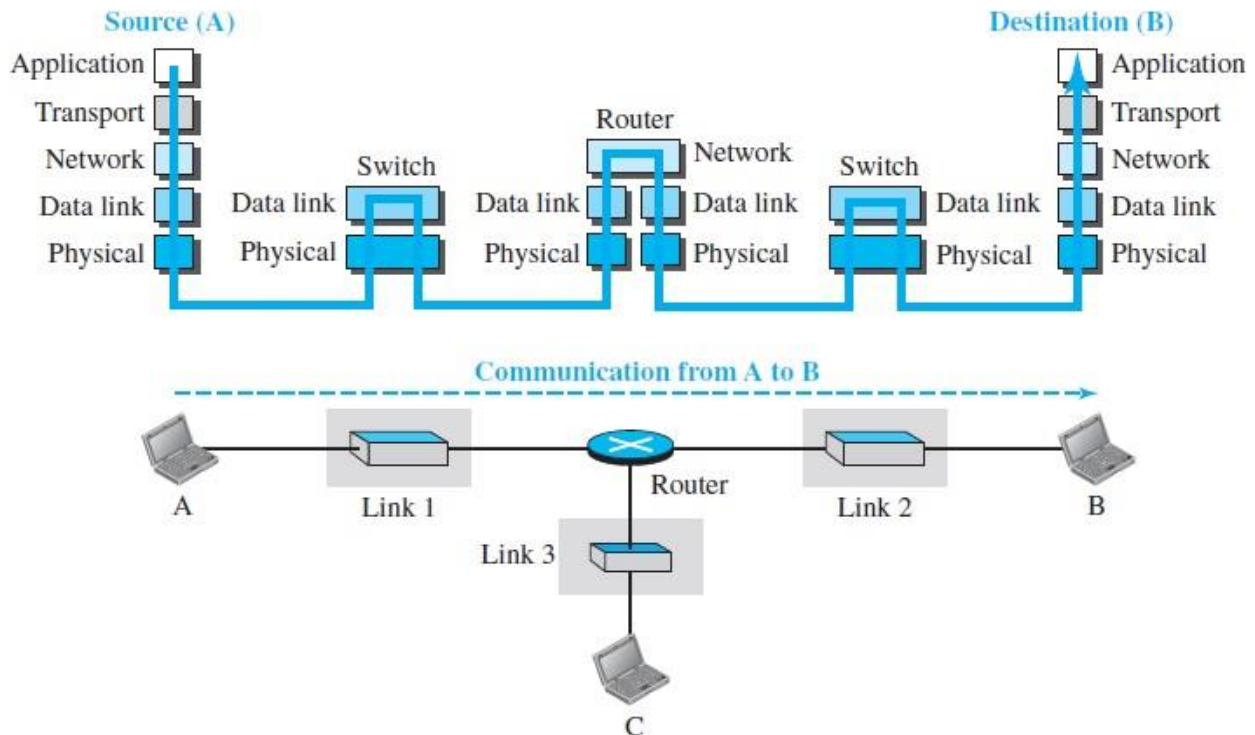 Source (A)
Destination (B)
Application
Application
Transport
Router
Transport
Network
Switch
Network
Switch
Network
Data link
Data link
Data link
Data link
Data link
Data link
Physical
Physical
Physical
Physical
Physical
Physical
Communication from A to B
A
Link 1
Router
Link 2
B
Link 3
C